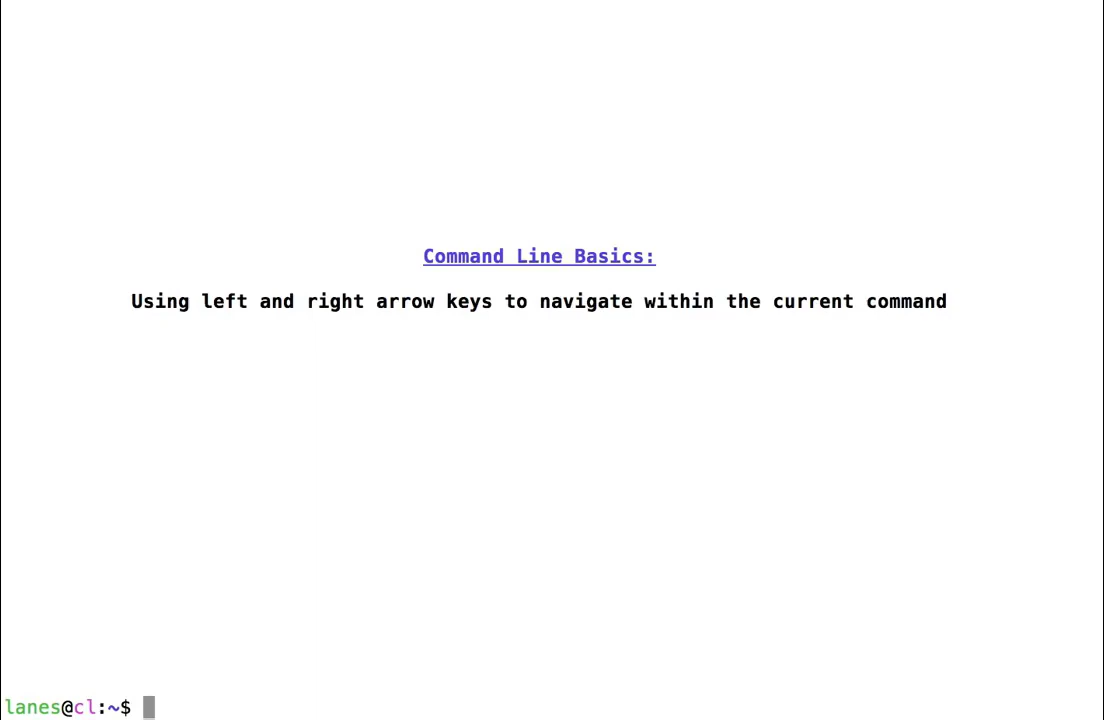 Command Line Basics:
Using left and right arrow keys to navigate within the current command
lanes@cl:~$